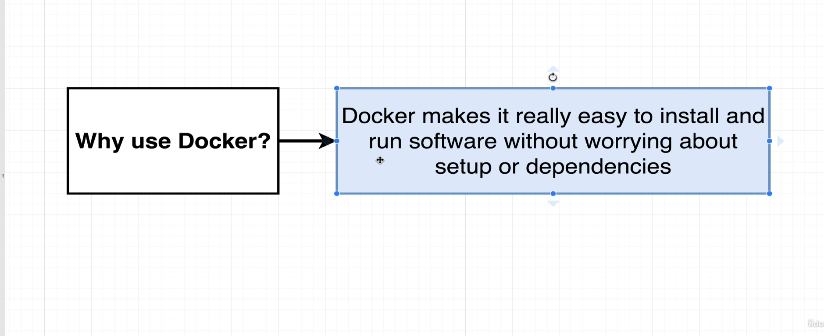 Why use Docker?
Docker makes it really easy to install and
run software without worrying about
setup or dependencies